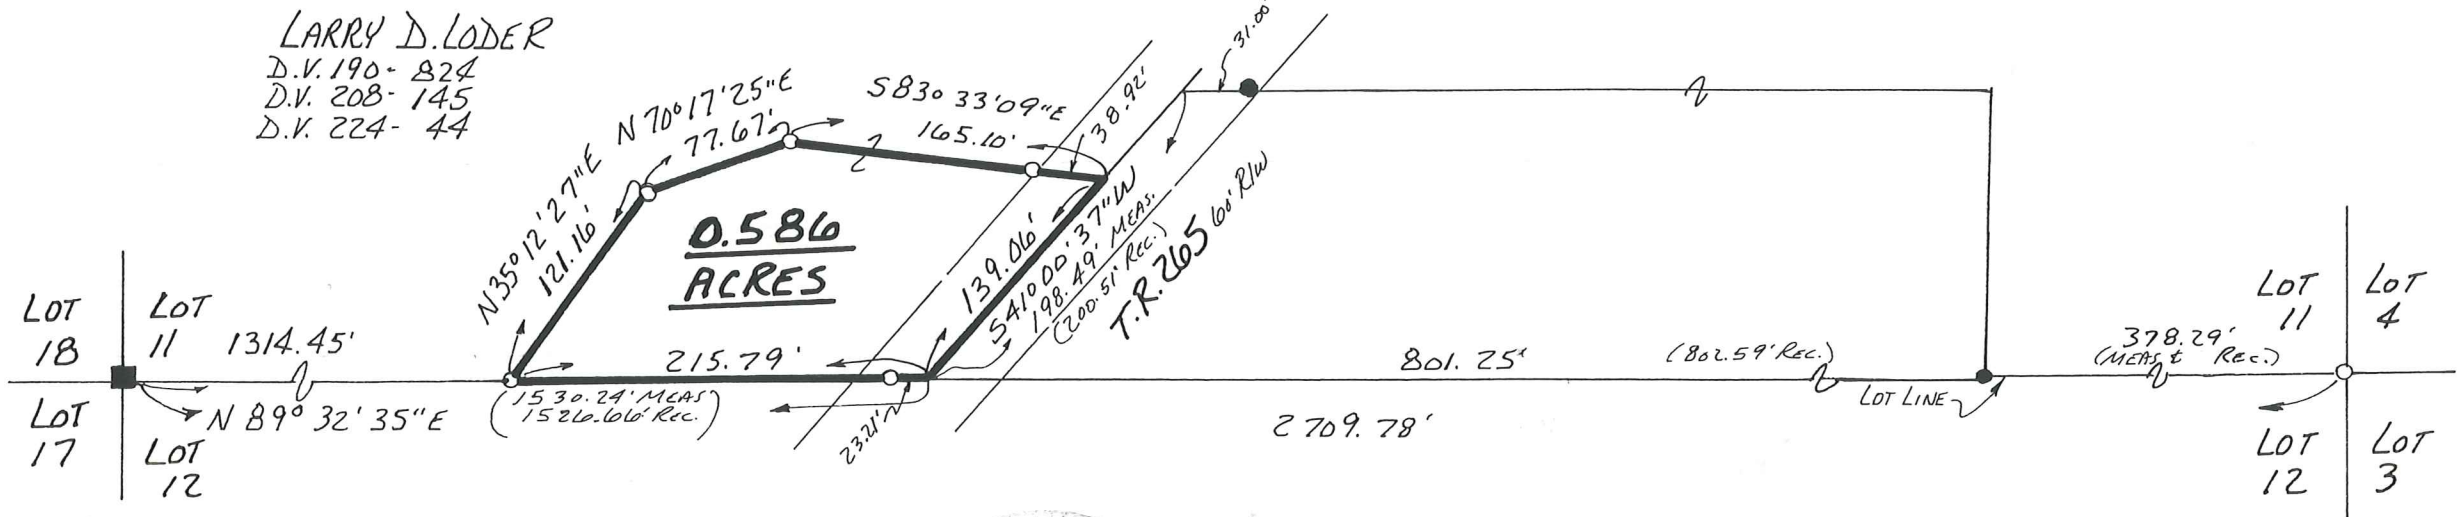 LARRY D. LODER
D.V. 190- 824
D.V. 208- 145
D.V. 224- 44
N 70°17'25"E
77.67'
S83° 33'09"E
165.10'
38.92'
31.00'
N35°12'27"E
121.16'
0.586
ACRES
139.06'
S41°00'37"W
198.49' MEAS.
(200.51' REC.)
T.R. 265 60' R/W
LOT
18
LOT
11
1314.45'
215.79'
801.25'
(802.59' REC.)
378.29'
(MEAS & REC.)
LOT
11
LOT
4
LOT
17
LOT
12
N 89° 32' 35"E
(1530.24' MEAS
1526.66' REC.)
23.21'
2709.78'
LOT LINE
LOT
12
LOT
3